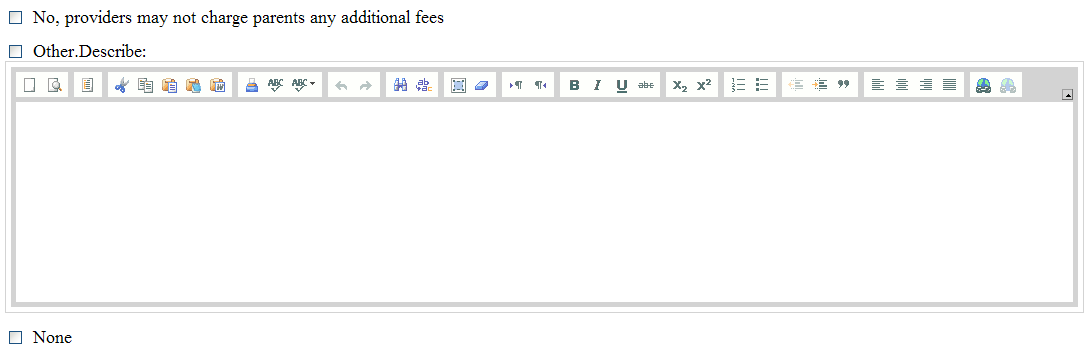 No, providers may not charge parents any additional fees
Other.Describe:
None